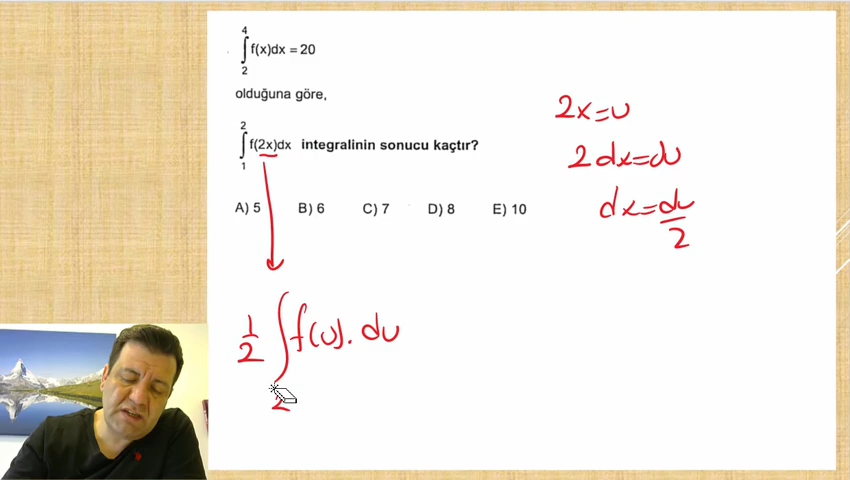 4
∫ f(x)dx = 20
2
olduğuna göre,
2
∫ f(2x)dx integralinin sonucu kaçtır?
1
A) 5 B) 6 C) 7 D) 8 E) 10
2x=u
2dx=du
dx=du/2
1/2 ∫ f(u). du
2